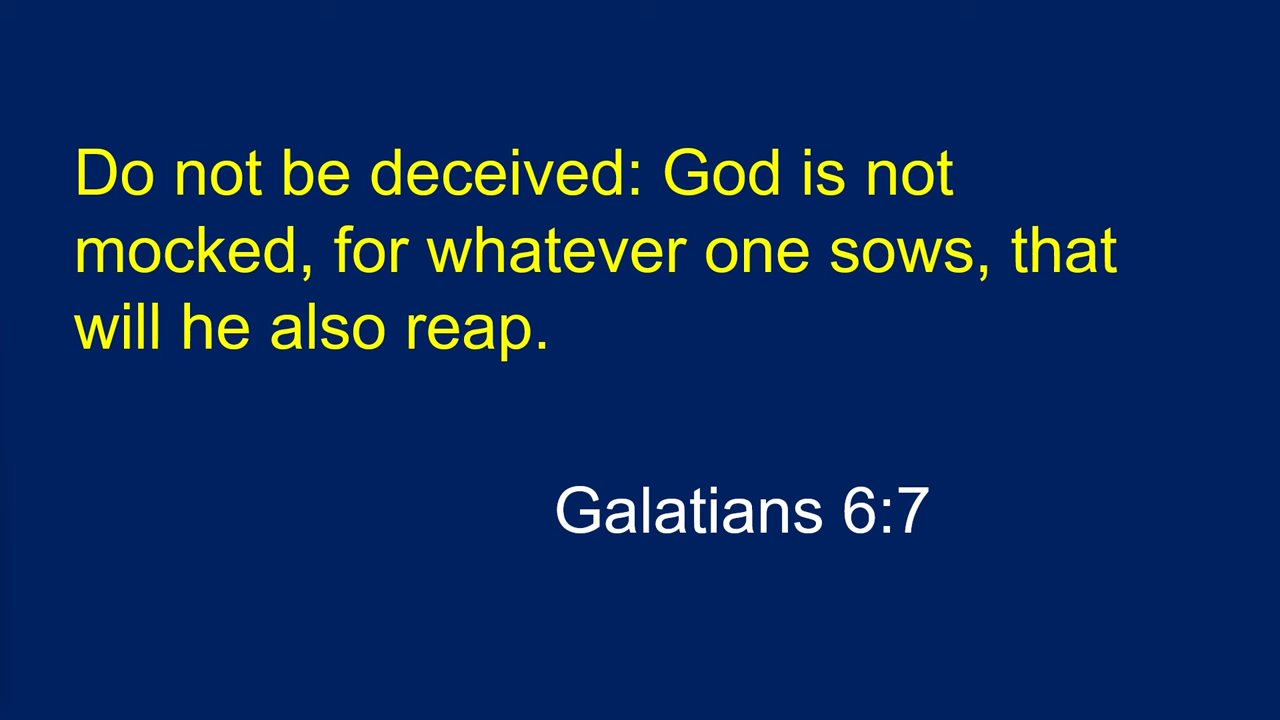 Do not be deceived: God is not
mocked, for whatever one sows, that
will he also reap.
Galatians 6:7